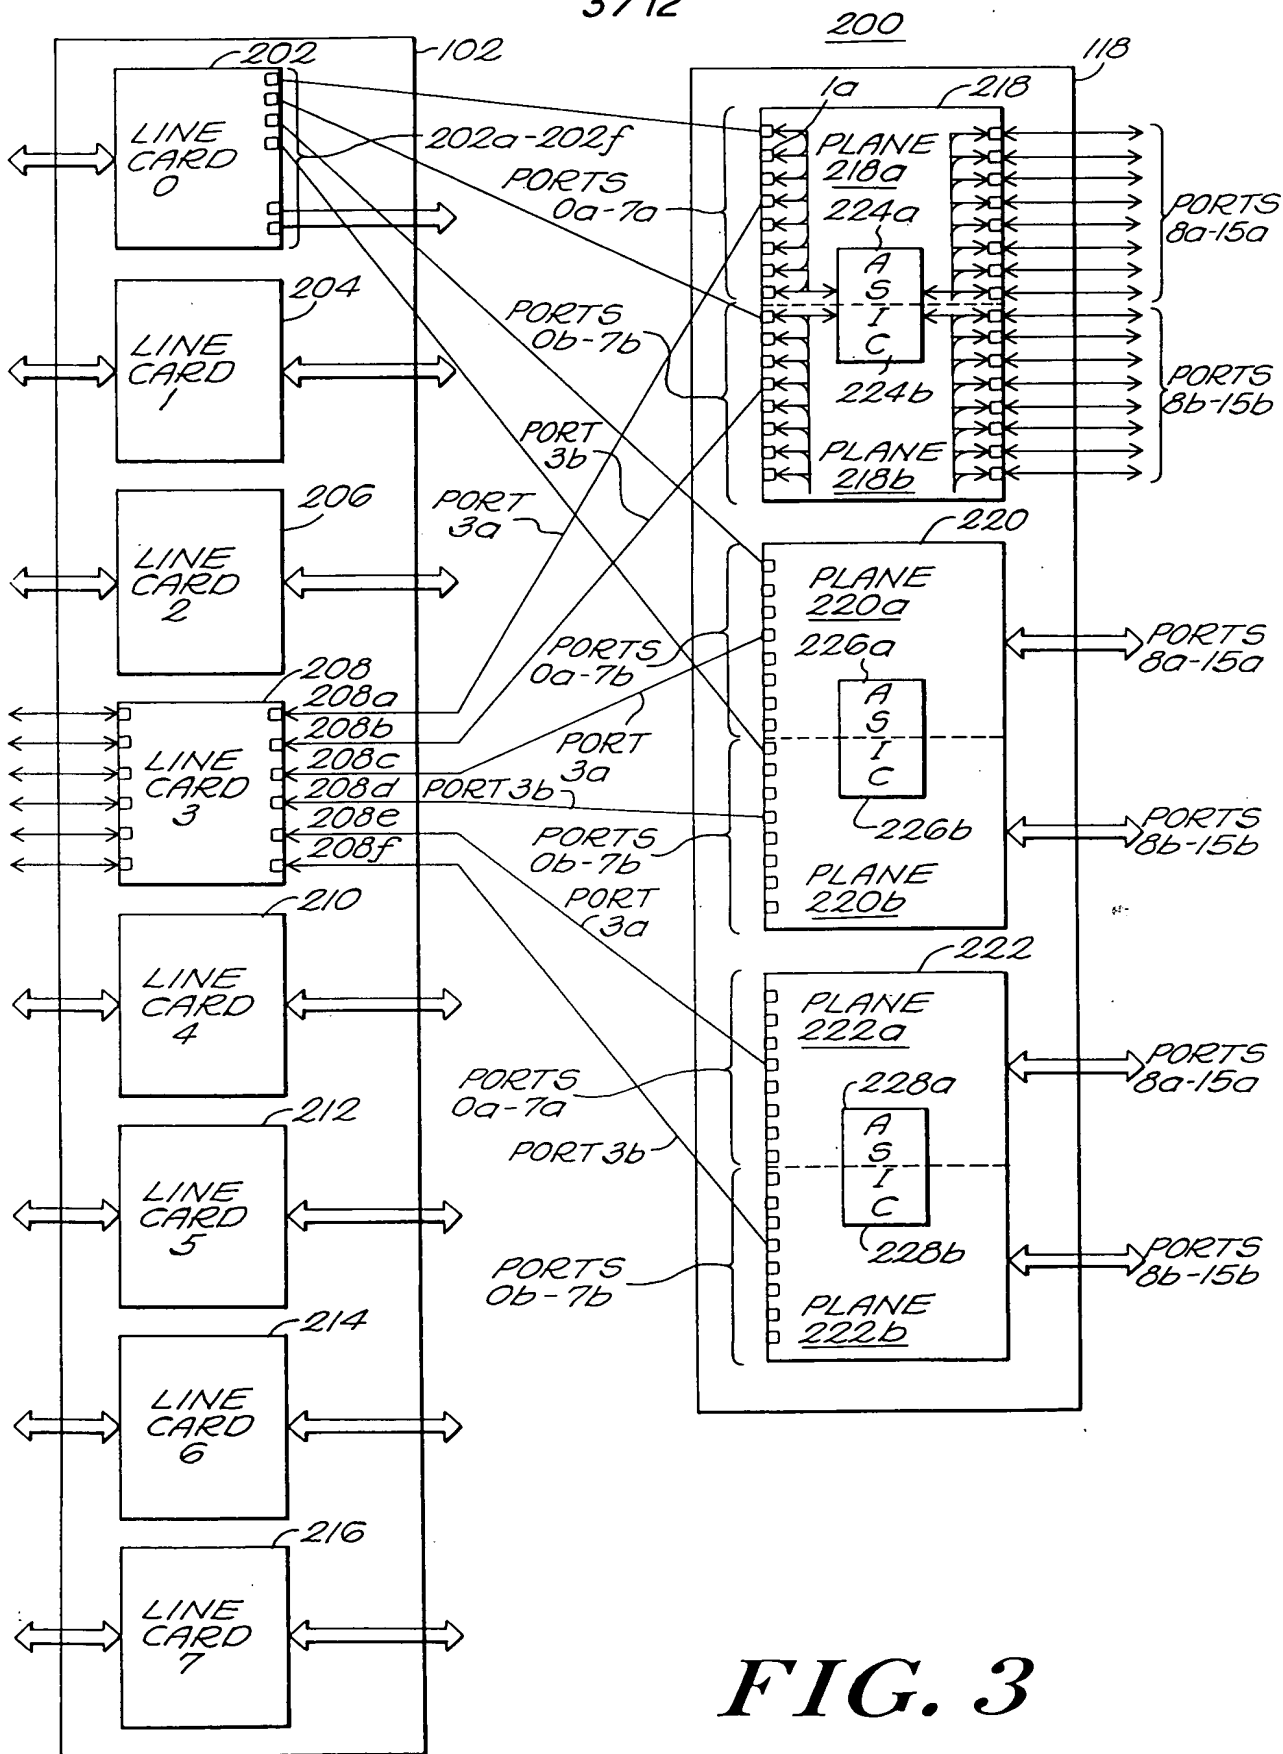 3/12
200
102
118
202
LINE
CARD
0
202a-202f
204
LINE
CARD
1
206
LINE
CARD
2
208
208a
208b
208c
208d
208e
208f
LINE
CARD
3
210
LINE
CARD
4
212
LINE
CARD
5
214
LINE
CARD
6
216
LINE
CARD
7
1a
218
PORTS
0a-7a
PLANE
218a
224a
A
S
I
C
224b
PLANE
218b
PORTS
8a-15a
PORTS
8b-15b
PORTS
0b-7b
PORT
3b
PORT
3a
220
PLANE
220a
226a
A
S
I
C
226b
PLANE
220b
PORTS
0a-7b
PORT
3a
PORT 3b
PORTS
0b-7b
PORTS
8a-15a
PORTS
8b-15b
PORT
3a
222
PLANE
222a
228a
A
S
I
C
228b
PLANE
222b
PORTS
0a-7a
PORT 3b
PORTS
0b-7b
PORTS
8a-15a
PORTS
8b-15b
FIG. 3